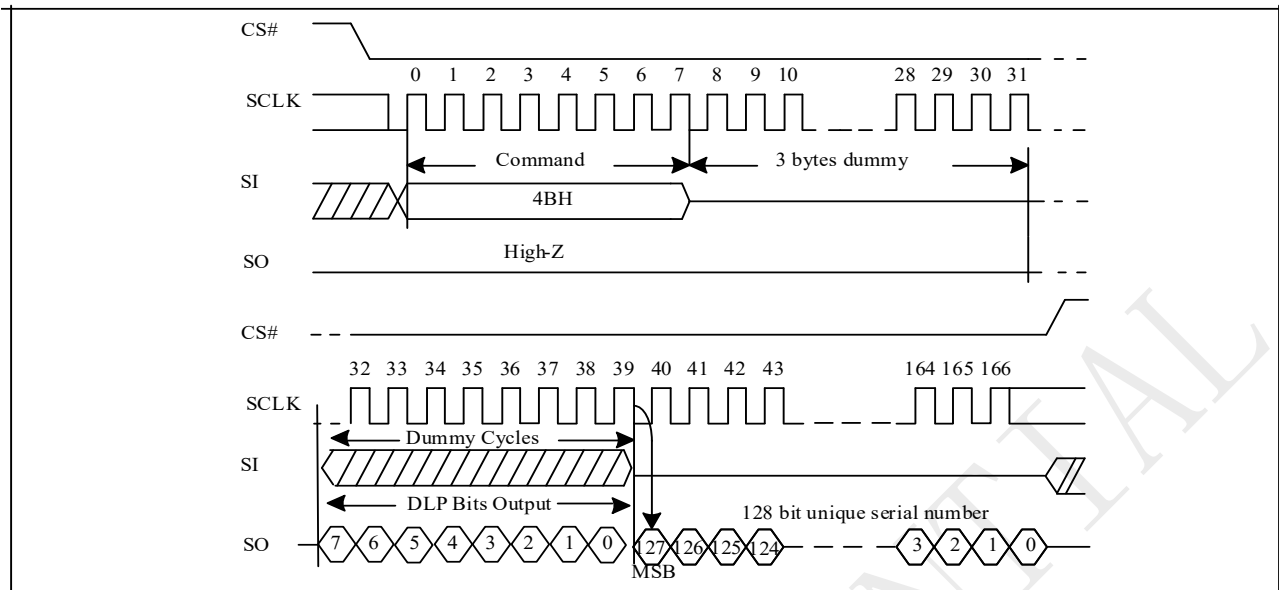 CS#
0 1 2 3 4 5 6 7 8 9 10 28 29 30 31
SCLK
Command 3 bytes dummy
SI
4BH
High-Z
SO
CS#
32 33 34 35 36 37 38 39 40 41 42 43 164 165 166
SCLK
Dummy Cycles
SI
DLP Bits Output
128 bit unique serial number
SO 7 6 5 4 3 2 1 0 127 126 125 124 3 2 1 0
MSB
NTIAL